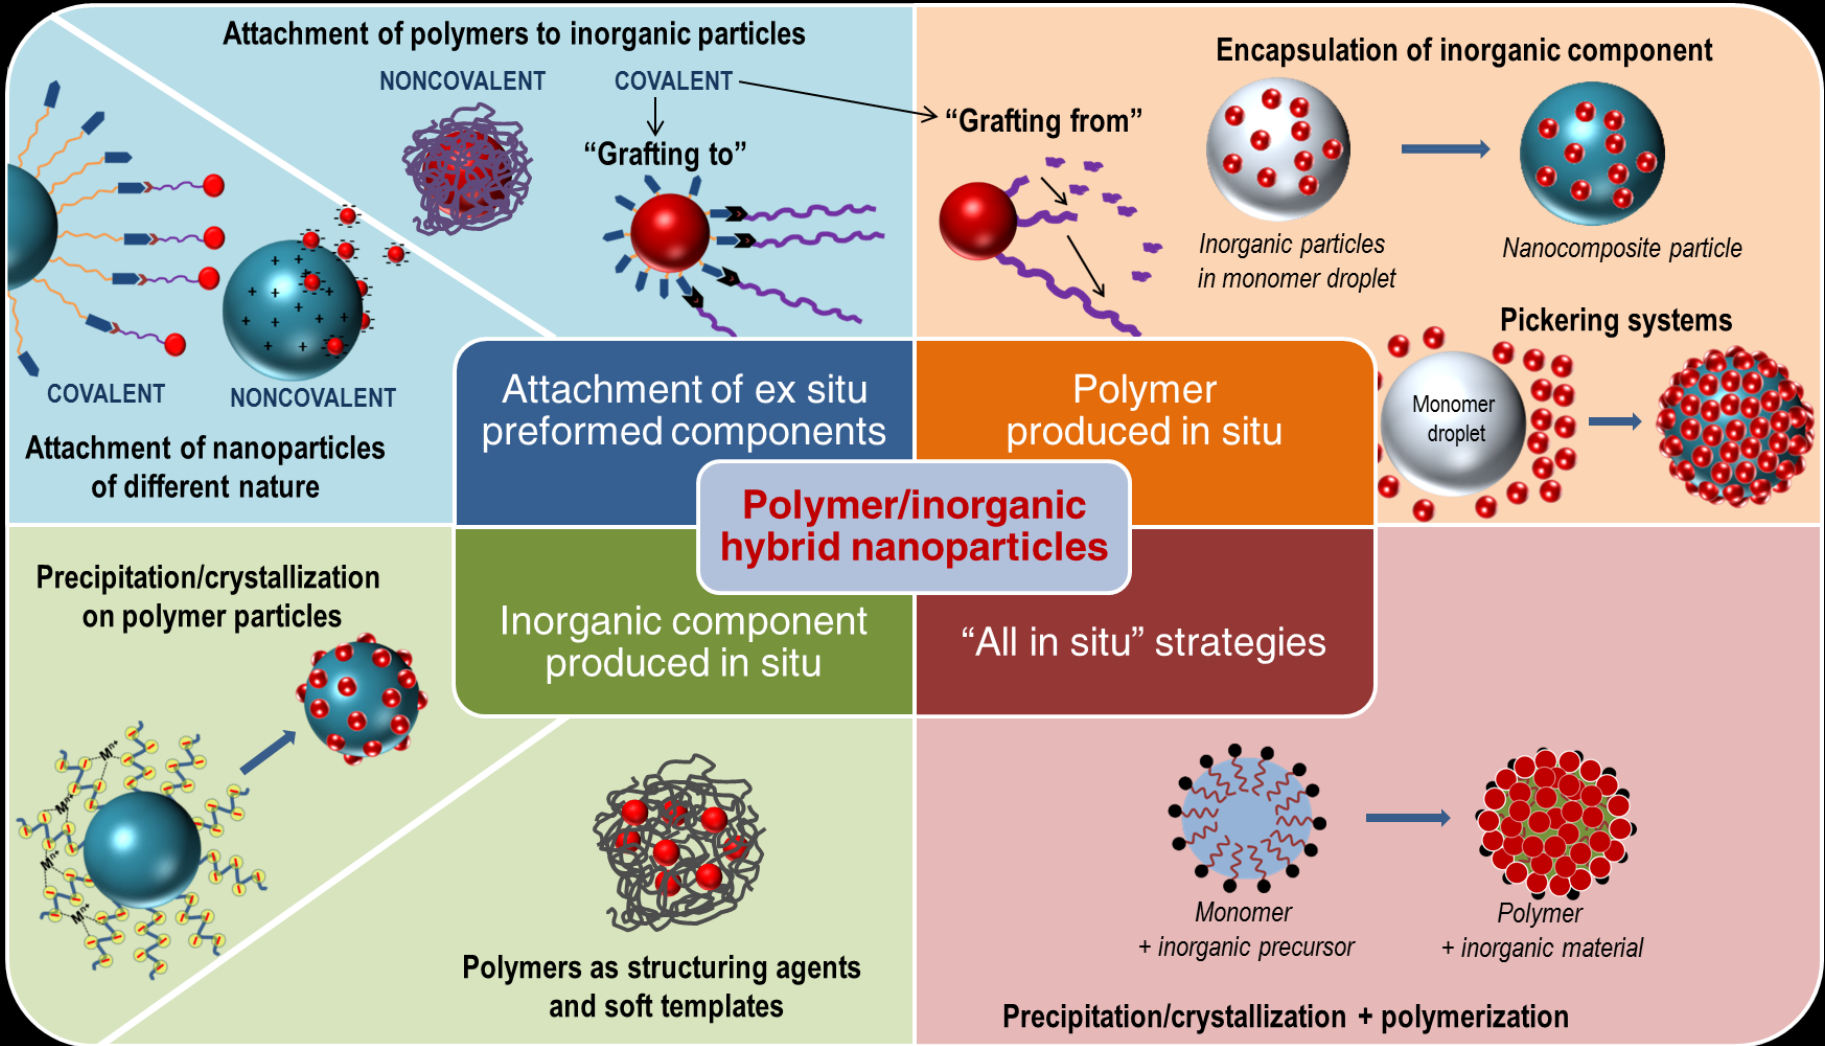 Attachment of polymers to inorganic particles
NONCOVALENT
COVALENT
“Grafting to”
“Grafting from”
COVALENT
NONCOVALENT
Attachment of nanoparticles
of different nature
Encapsulation of inorganic component
Inorganic particles
in monomer droplet
Nanocomposite particle
Pickering systems
Monomer
droplet
Attachment of ex situ
preformed components
Polymer
produced in situ
Polymer/inorganic
hybrid nanoparticles
Inorganic component
produced in situ
“All in situ” strategies
Precipitation/crystallization
on polymer particles
Mⁿ⁺
Mⁿ⁺
Mⁿ⁺
Mⁿ⁺
Polymers as structuring agents
and soft templates
Monomer
+ inorganic precursor
Polymer
+ inorganic material
Precipitation/crystallization + polymerization